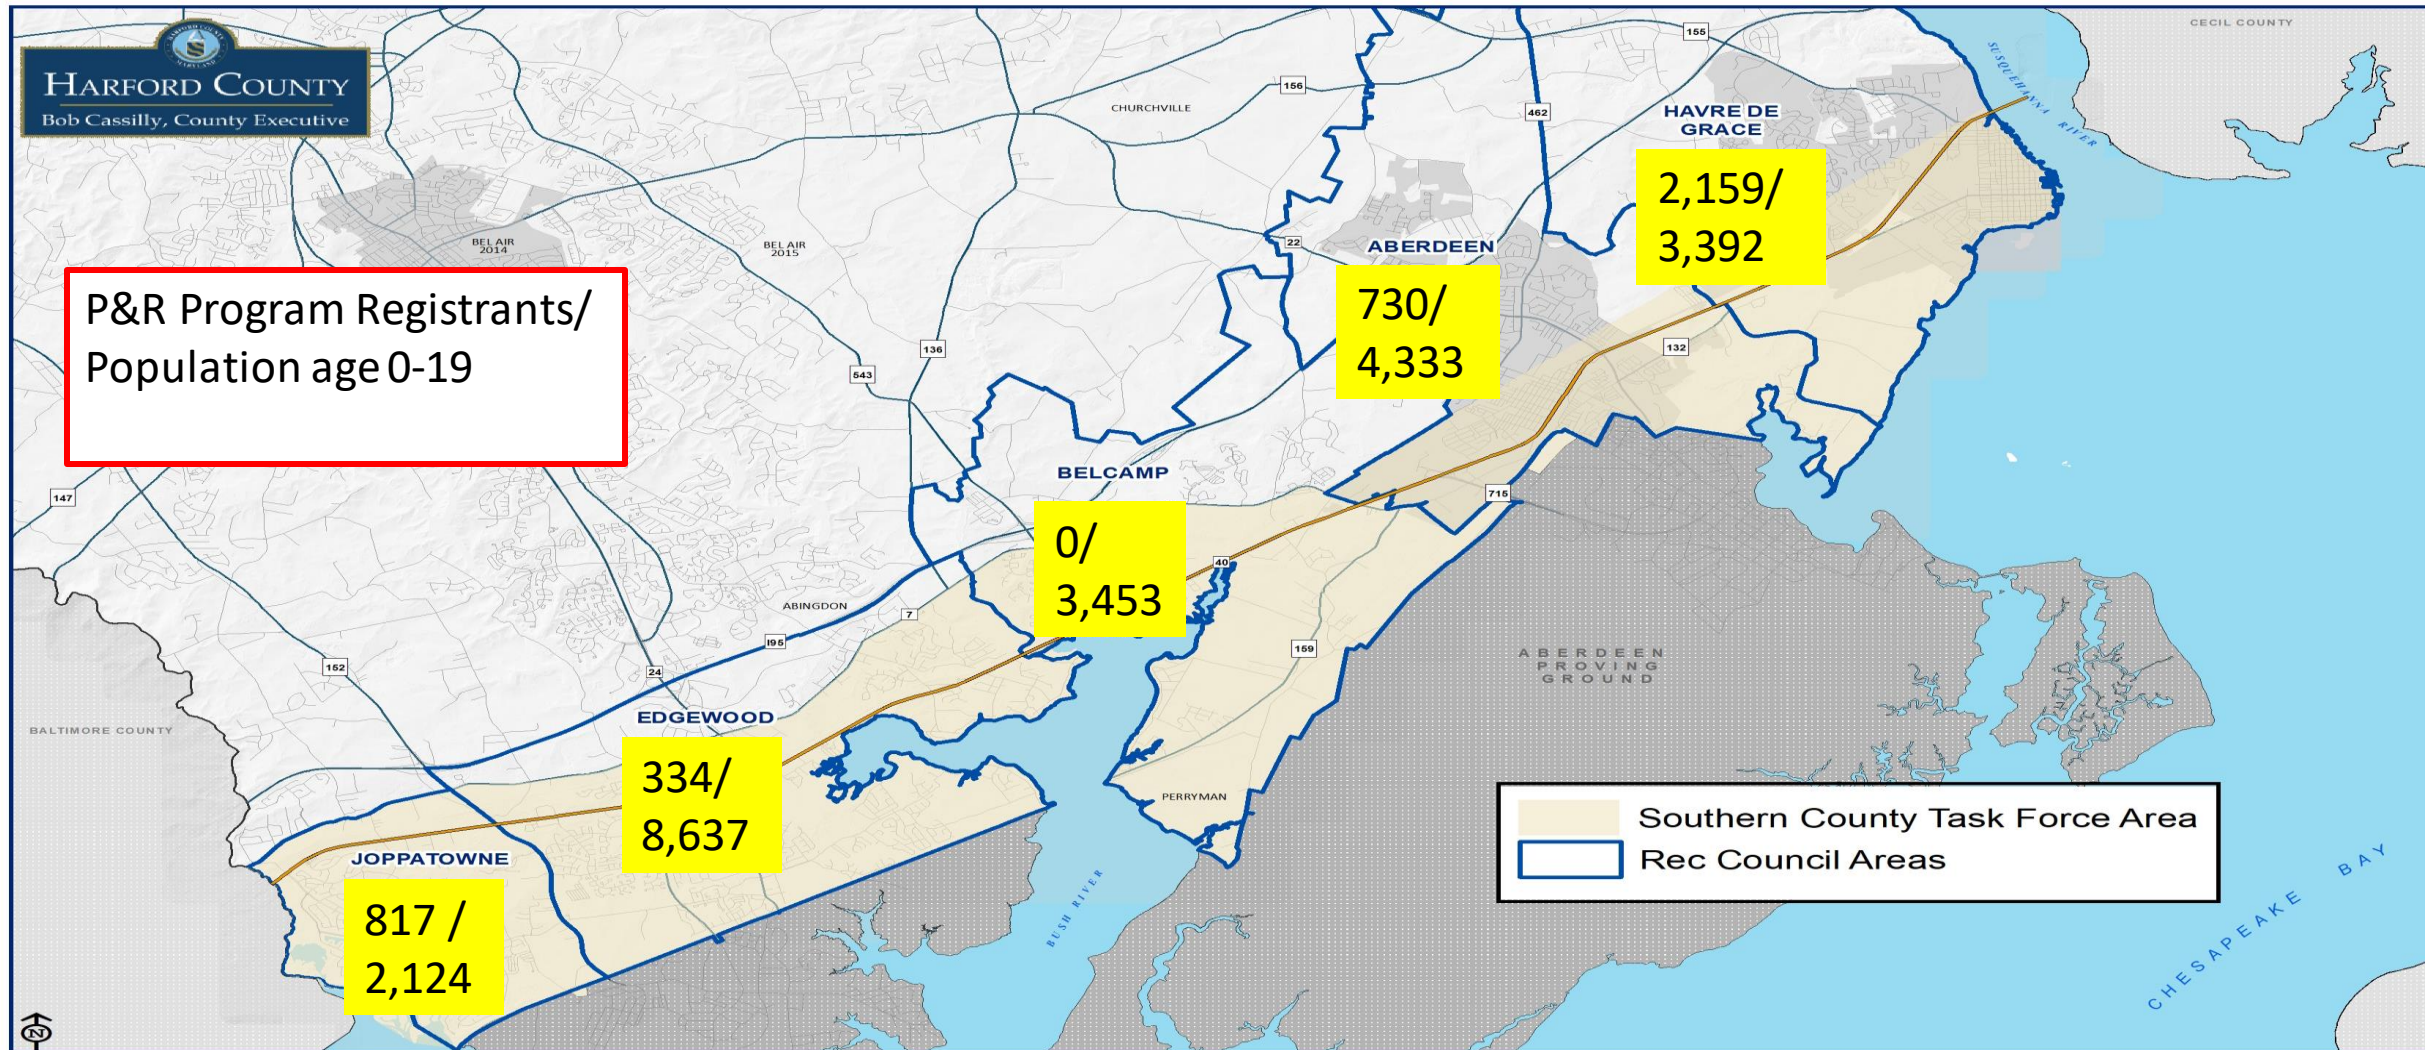 HARFORD COUNTY
Bob Cassilly, County Executive
P&R Program Registrants/
Population age 0-19
CECIL COUNTY
SUSQUEHANNA RIVER
155
156
CHURCHVILLE
462
HAVRE DE
GRACE
2,159/
3,392
BEL AIR
2014
BEL AIR
2015
22
ABERDEEN
730/
4,333
136
543
132
147
BELCAMP
715
0/
3,453
40
ABINGDON
7
I95
159
152
24
ABERDEEN
PROVING
GROUND
BALTIMORE COUNTY
EDGEWOOD
334/
8,637
PERRYMAN
JOPPATOWNE
817 /
2,124
BUSH RIVER
Southern County Task Force Area
Rec Council Areas
CHESAPEAKE BAY
N